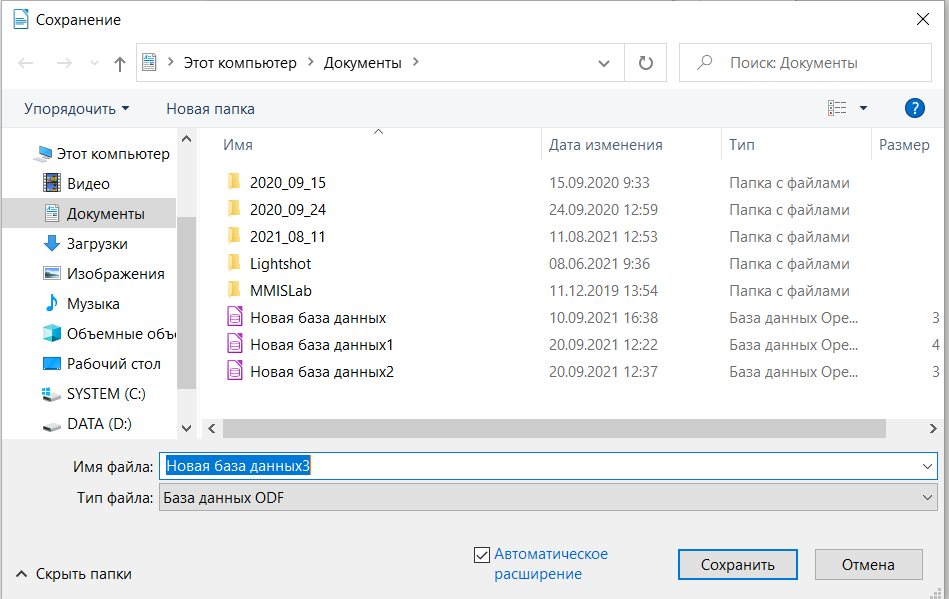 Сохранение
Этот компьютер Документы
Поиск: Документы
Упорядочить Новая папка
?
Имя Дата изменения Тип Размер
Этот компьютер
Видео
Документы
Загрузки
Изображения
Музыка
Объемные объе
Рабочий стол
SYSTEM (C:)
DATA (D:)
2020_09_15 15.09.2020 9:33 Папка с файлами
2020_09_24 24.09.2020 12:59 Папка с файлами
2021_08_11 11.08.2021 12:53 Папка с файлами
Lightshot 08.06.2021 9:36 Папка с файлами
MMISLab 11.12.2019 13:54 Папка с файлами
Новая база данных 10.09.2021 16:38 База данных Ope... 3
Новая база данных1 20.09.2021 12:22 База данных Ope... 4
Новая база данных2 20.09.2021 12:37 База данных Ope... 3
Имя файла: Новая база данных3
Тип файла: База данных ODF
Автоматическое
расширение
Сохранить Отмена
Скрыть папки